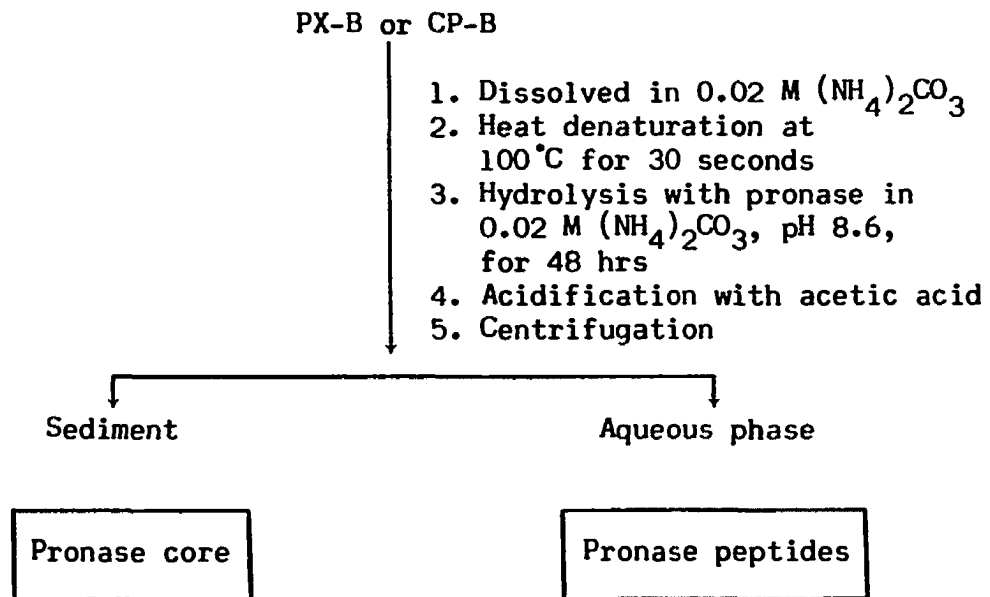 PX-B or CP-B
1. Dissolved in 0.02 M (NH4)2CO3
2. Heat denaturation at
100°C for 30 seconds
3. Hydrolysis with pronase in
0.02 M (NH4)2CO3, pH 8.6,
for 48 hrs
4. Acidification with acetic acid
5. Centrifugation
Sediment
Aqueous phase
Pronase core
Pronase peptides